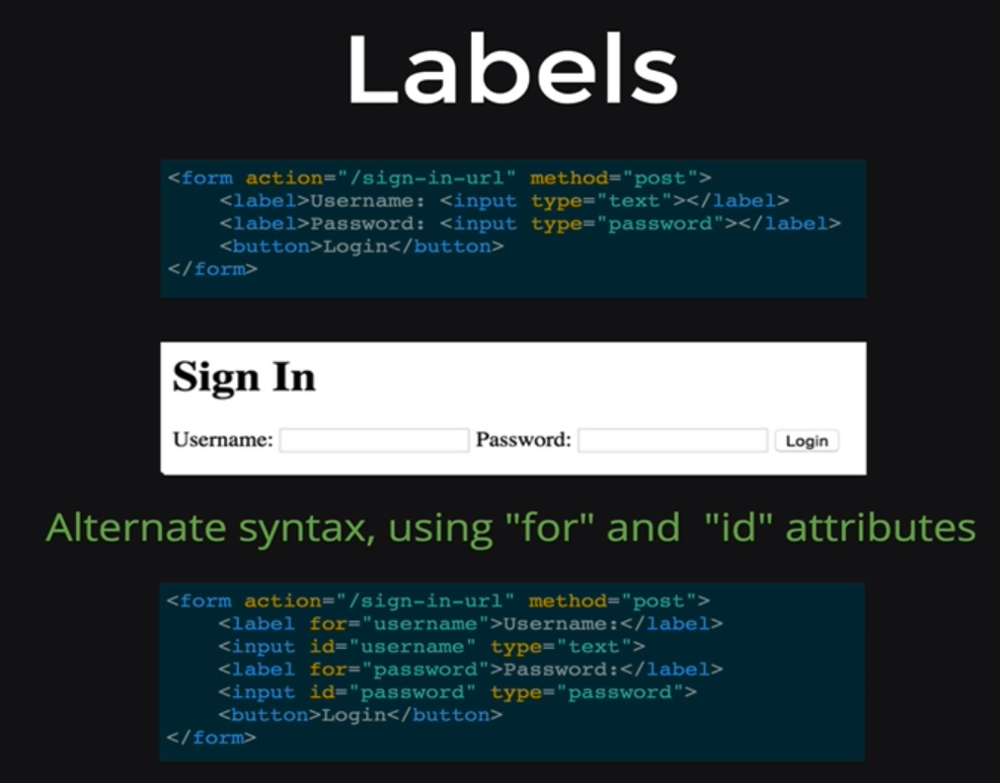 Labels
<form action="/sign-in-url" method="post">
    <label>Username: <input type="text"></label>
    <label>Password: <input type="password"></label>
    <button>Login</button>
</form>
Sign In
Username: Password: Login
Alternate syntax, using "for" and "id" attributes
<form action="/sign-in-url" method="post">
    <label for="username">Username:</label>
    <input id="username" type="text">
    <label for="password">Password:</label>
    <input id="password" type="password">
    <button>Login</button>
</form>